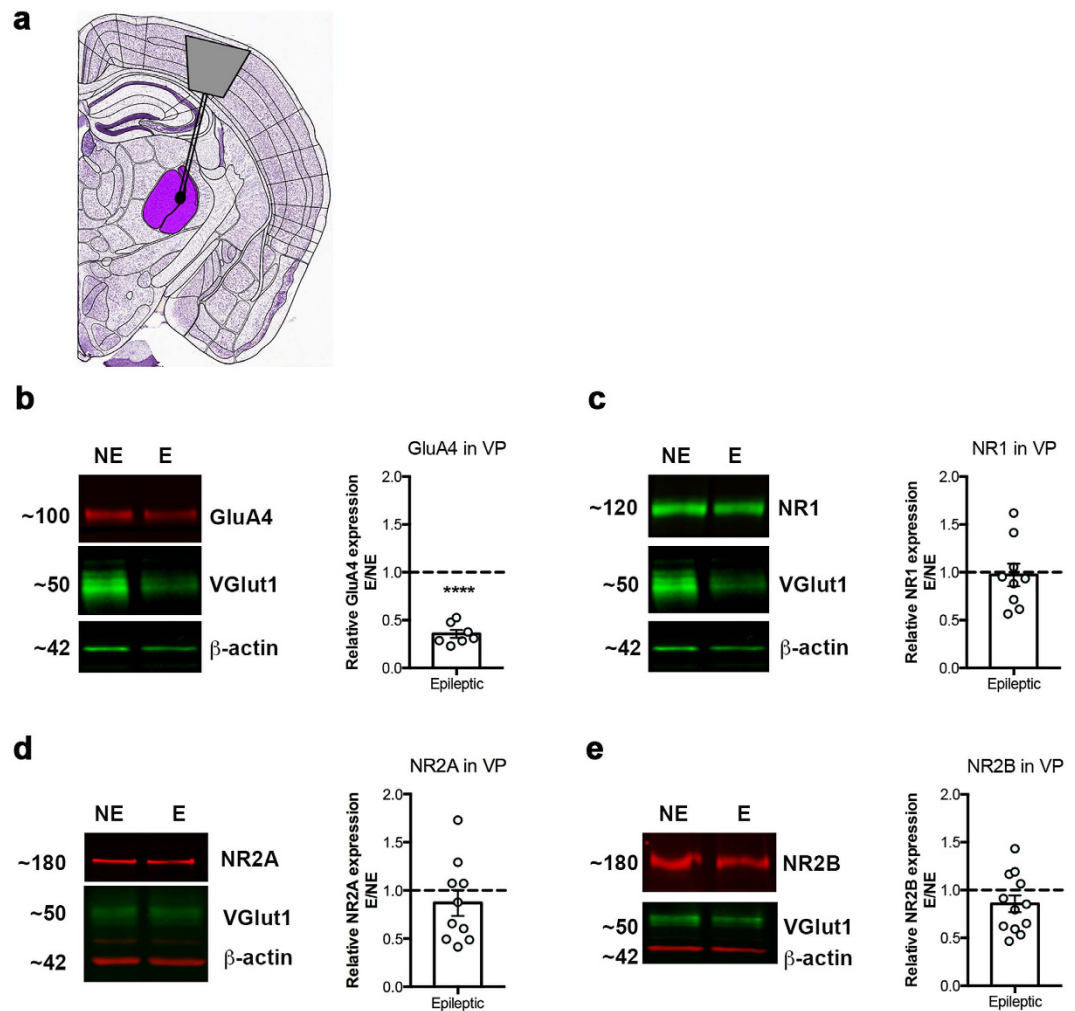 a
b
NE E
~100 GluA4
~50 VGlut1
~42 β-actin
GluA4 in VP
Relative GluA4 expression
E/NE
2.0
1.5
1.0
0.5
0.0
****
Epileptic
c
NE E
~120 NR1
~50 VGlut1
~42 β-actin
NR1 in VP
Relative NR1 expression
E/NE
2.0
1.5
1.0
0.5
0.0
Epileptic
d
NE E
~180 NR2A
~50 VGlut1
~42 β-actin
NR2A in VP
Relative NR2A expression
E/NE
2.0
1.5
1.0
0.5
0.0
Epileptic
e
NE E
~180 NR2B
~50 VGlut1
~42 β-actin
NR2B in VP
Relative NR2B expression
E/NE
2.0
1.5
1.0
0.5
0.0
Epileptic